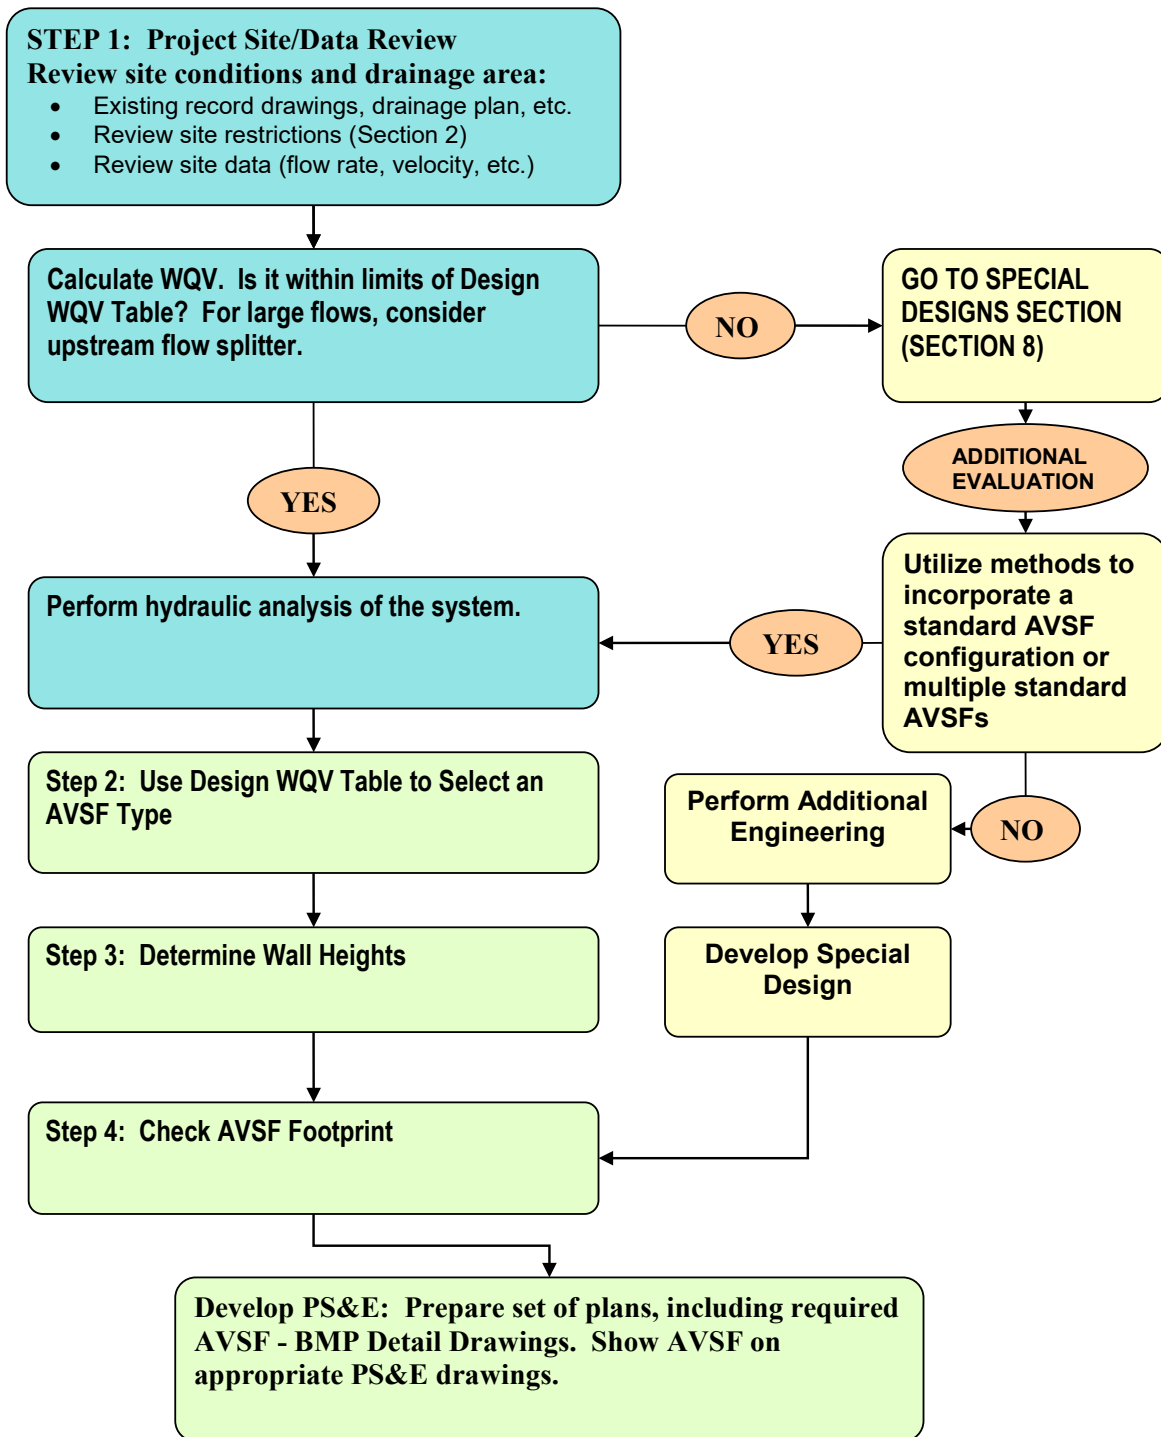 STEP 1: Project Site/Data Review
Review site conditions and drainage area:
• Existing record drawings, drainage plan, etc.
• Review site restrictions (Section 2)
• Review site data (flow rate, velocity, etc.)
Calculate WQV. Is it within limits of Design
WQV Table? For large flows, consider
upstream flow splitter.
NO
GO TO SPECIAL
DESIGNS SECTION
(SECTION 8)
ADDITIONAL
EVALUATION
YES
Perform hydraulic analysis of the system.
YES
Utilize methods to
incorporate a
standard AVSF
configuration or
multiple standard
AVSFs
Step 2: Use Design WQV Table to Select an
AVSF Type
Perform Additional
Engineering
NO
Step 3: Determine Wall Heights
Develop Special
Design
Step 4: Check AVSF Footprint
Develop PS&E: Prepare set of plans, including required
AVSF - BMP Detail Drawings. Show AVSF on
appropriate PS&E drawings.